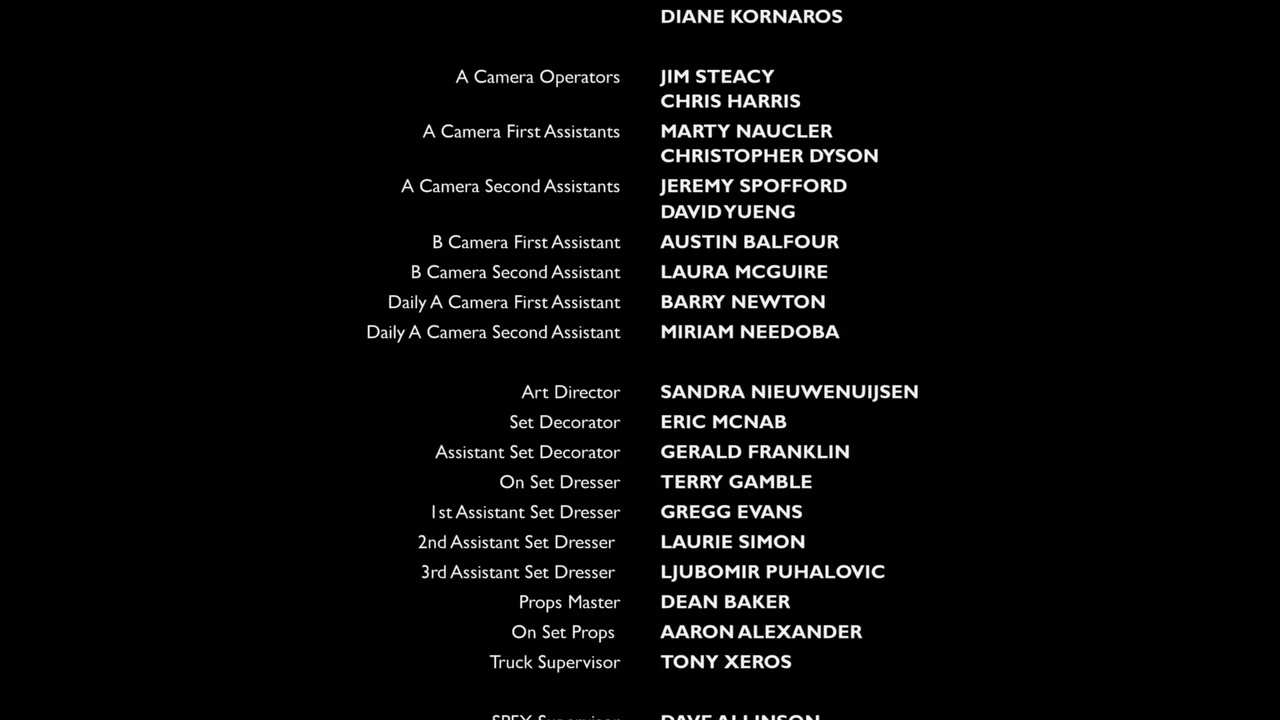 DIANE KORNAROS
A Camera Operators JIM STEACY
CHRIS HARRIS
A Camera First Assistants MARTY NAUCLER
CHRISTOPHER DYSON
A Camera Second Assistants JEREMY SPOFFORD
DAVID YUENG
B Camera First Assistant AUSTIN BALFOUR
B Camera Second Assistant LAURA MCGUIRE
Daily A Camera First Assistant BARRY NEWTON
Daily A Camera Second Assistant MIRIAM NEEDOBA
Art Director SANDRA NIEUWENUIJSEN
Set Decorator ERIC MCNAB
Assistant Set Decorator GERALD FRANKLIN
On Set Dresser TERRY GAMBLE
1st Assistant Set Dresser GREGG EVANS
2nd Assistant Set Dresser LAURIE SIMON
3rd Assistant Set Dresser LJUBOMIR PUHALOVIC
Props Master DEAN BAKER
On Set Props AARON ALEXANDER
Truck Supervisor TONY XEROS
SPFX Supervisor DAVE ALLINSON